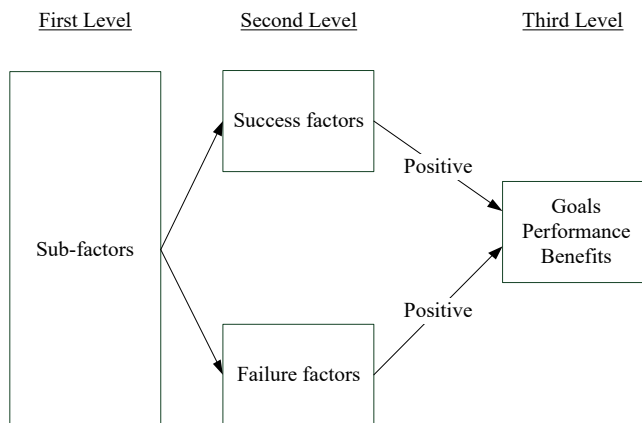 First Level
Second Level
Third Level
Success factors
Positive
Sub-factors
Goals
Performance
Benefits
Positive
Failure factors